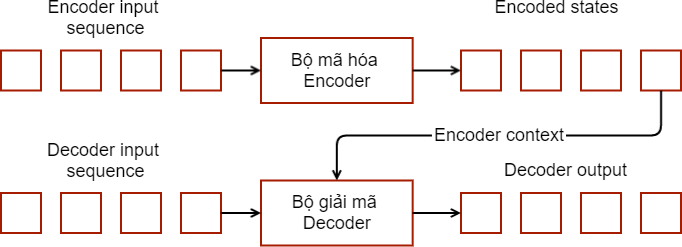 Encoder input
sequence
Encoded states
Bộ mã hóa
Encoder
Encoder context
Decoder input
sequence
Decoder output
Bộ giải mã
Decoder